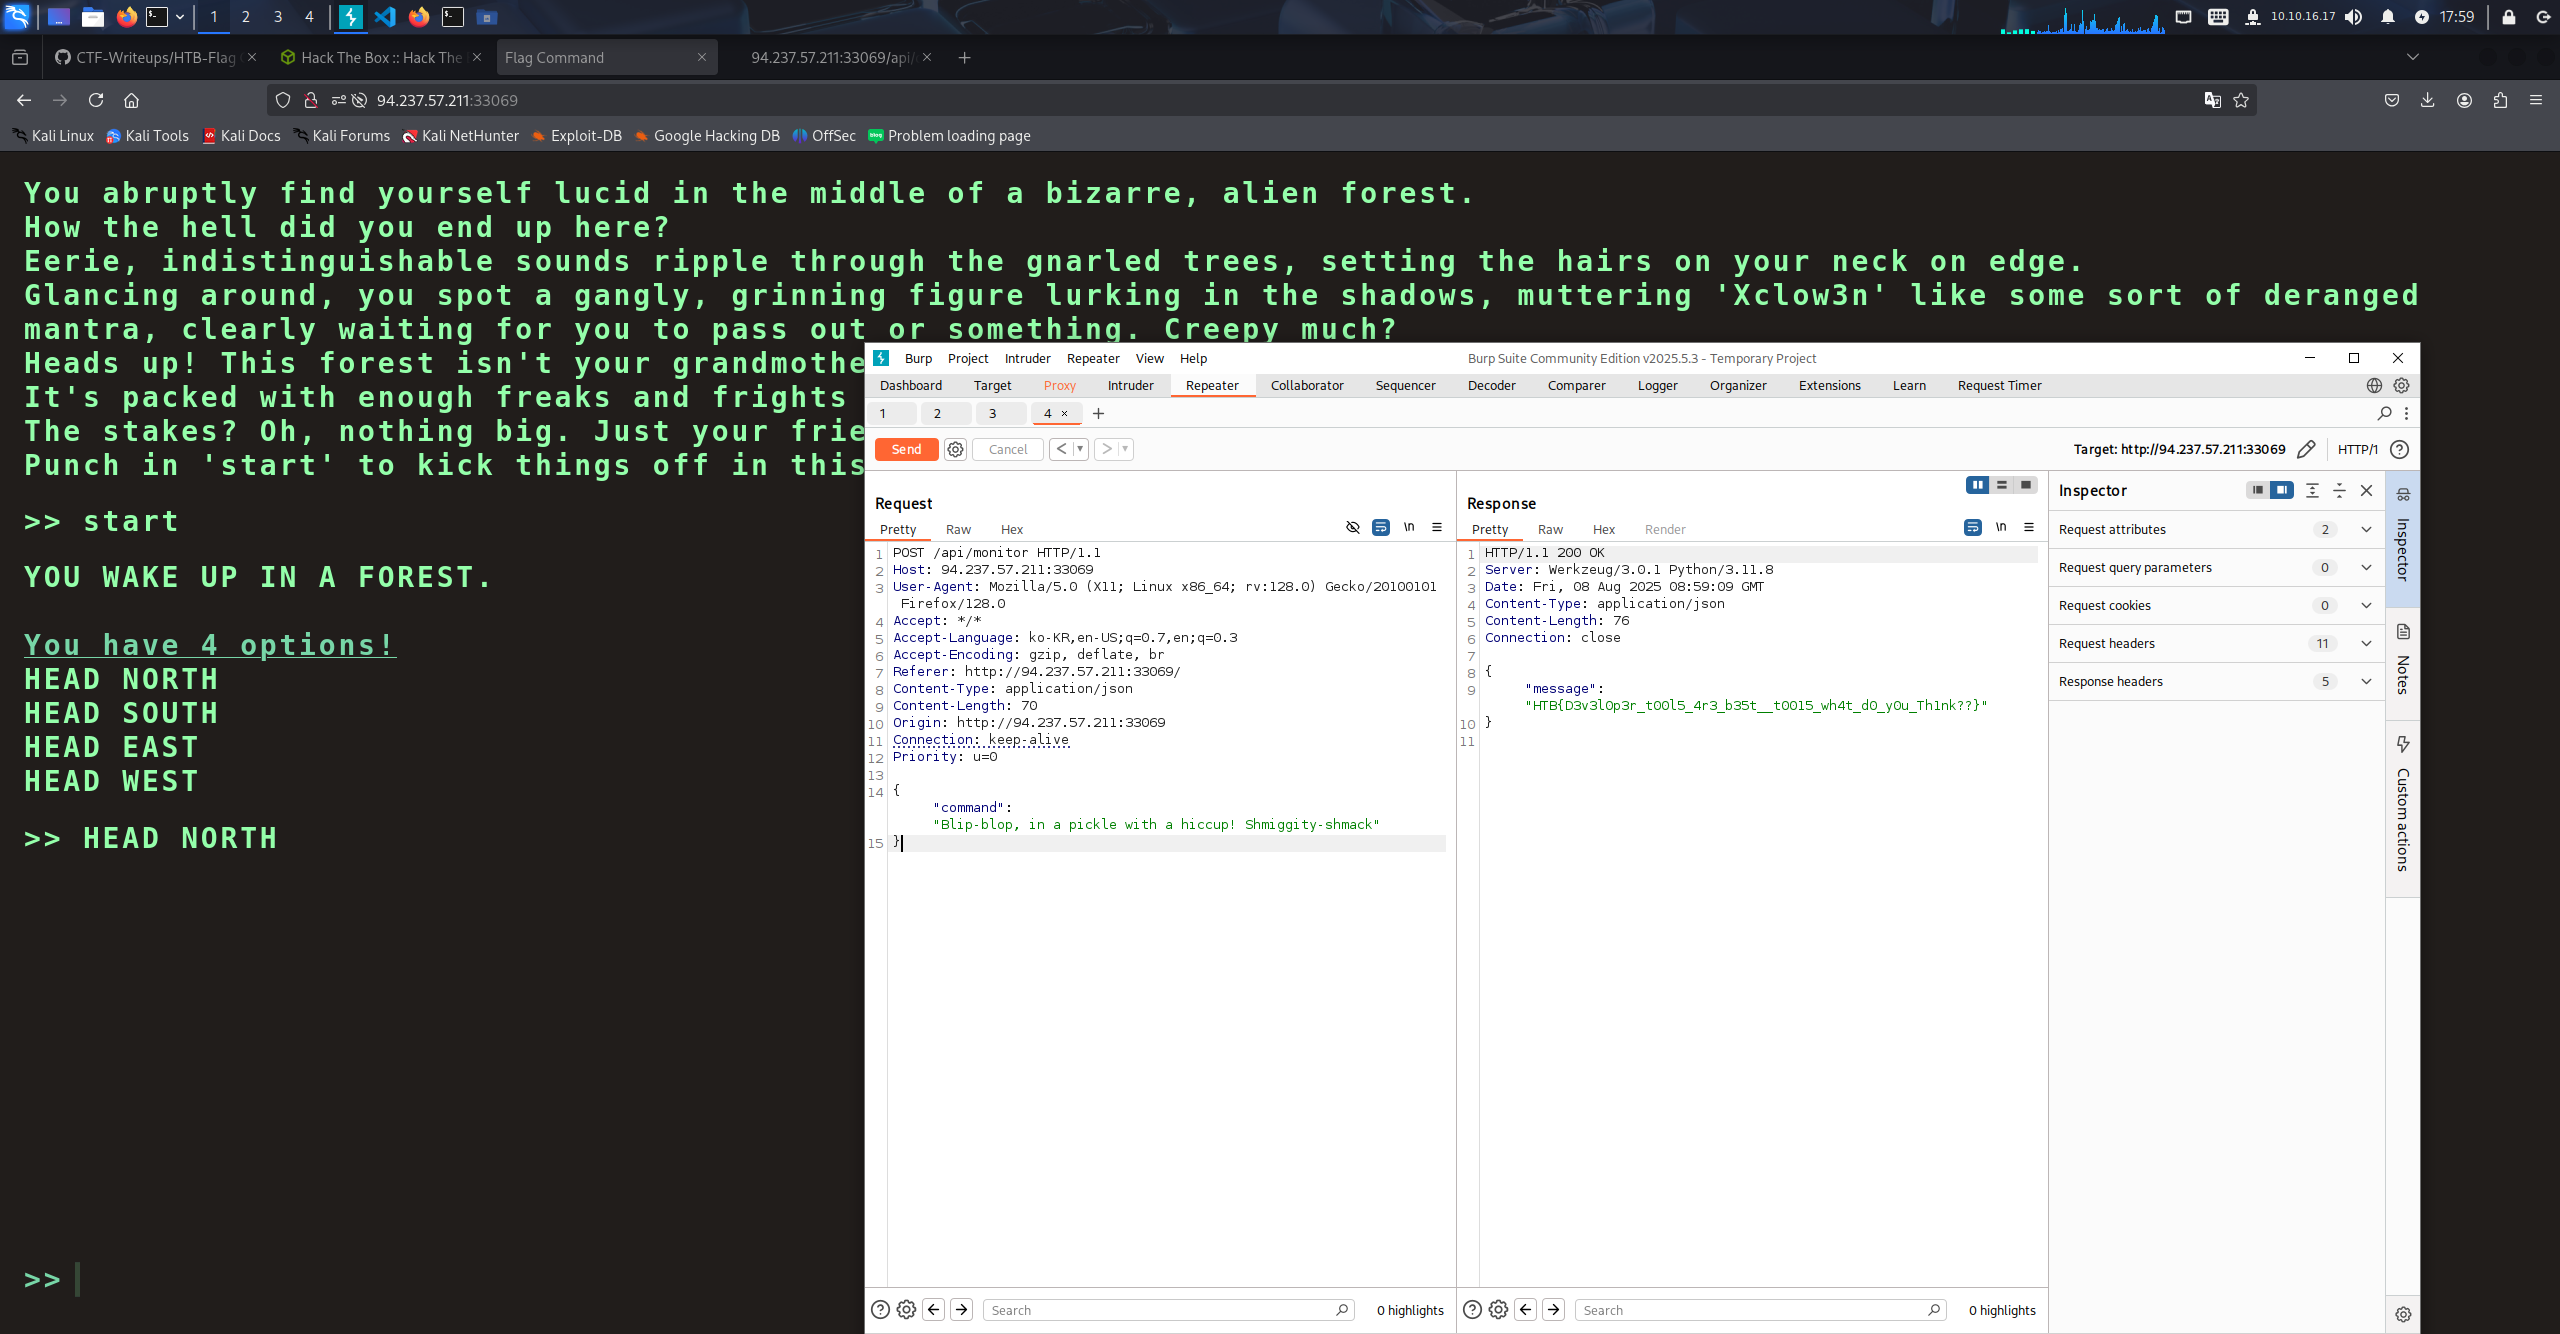 1 2 3 4
10.10.16.17
17:59
CTF-Writeups/HTB-Flag
Hack The Box :: Hack The
Flag Command
94.237.57.211:33069/api/
94.237.57.211:33069
Kali Linux
Kali Tools
Kali Docs
Kali Forums
Kali NetHunter
Exploit-DB
Google Hacking DB
OffSec
Problem loading page
You abruptly find yourself lucid in the middle of a bizarre, alien forest.
How the hell did you end up here?
Eerie, indistinguishable sounds ripple through the gnarled trees, setting the hairs on your neck on edge.
Glancing around, you spot a gangly, grinning figure lurking in the shadows, muttering 'Xclow3n' like some sort of deranged
mantra, clearly waiting for you to pass out or something. Creepy much?
Heads up! This forest isn't your grandmothe
It's packed with enough freaks and frights
The stakes? Oh, nothing big. Just your frie
Punch in 'start' to kick things off in this
>> start
YOU WAKE UP IN A FOREST.
You have 4 options!
HEAD NORTH
HEAD SOUTH
HEAD EAST
HEAD WEST
>> HEAD NORTH
>>
Burp Project Intruder Repeater View Help
Burp Suite Community Edition v2025.5.3 - Temporary Project
Dashboard Target Proxy Intruder Repeater Collaborator Sequencer Decoder Comparer Logger Organizer Extensions Learn Request Timer
1 2 3 4 × +
Send Cancel < >
Target: http://94.237.57.211:33069
HTTP/1
Request
Pretty Raw Hex \n
1 POST /api/monitor HTTP/1.1
2 Host: 94.237.57.211:33069
3 User-Agent: Mozilla/5.0 (X11; Linux x86_64; rv:128.0) Gecko/20100101
Firefox/128.0
4 Accept: */*
5 Accept-Language: ko-KR,en-US;q=0.7,en;q=0.3
6 Accept-Encoding: gzip, deflate, br
7 Referer: http://94.237.57.211:33069/
8 Content-Type: application/json
9 Content-Length: 70
10 Origin: http://94.237.57.211:33069
11 Connection: keep-alive
12 Priority: u=0
13
14 {
"command":
"Blip-blop, in a pickle with a hiccup! Shmiggity-shmack"
15 }
Search
0 highlights
Response
Pretty Raw Hex Render \n
1 HTTP/1.1 200 OK
2 Server: Werkzeug/3.0.1 Python/3.11.8
3 Date: Fri, 08 Aug 2025 08:59:09 GMT
4 Content-Type: application/json
5 Content-Length: 76
6 Connection: close
7
8 {
9 "message":
"HTB{D3v3l0p3r_t00l5_4r3_b35t__t0015_wh4t_d0_y0u_Th1nk??}"
10 }
11
Search
0 highlights
Inspector
Request attributes 2
Request query parameters 0
Request cookies 0
Request headers 11
Response headers 5
Inspector
Notes
Custom actions